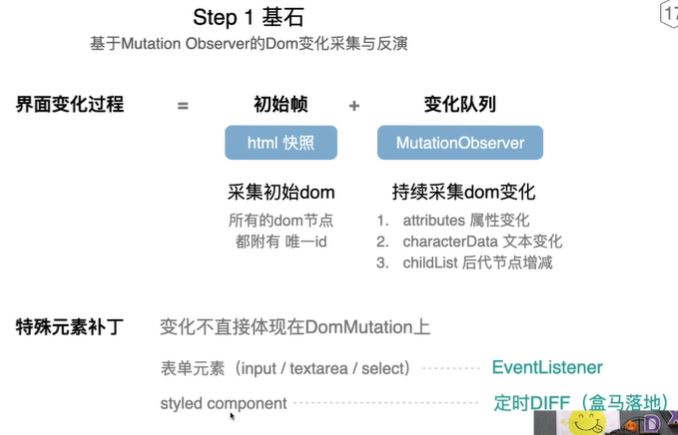 17
Step 1 基石
基于Mutation Observer的Dom变化采集与反演
界面变化过程 = 初始帧 + 变化队列
html 快照 MutationObserver
采集初始dom 持续采集dom变化
所有的dom节点 1. attributes 属性变化
都附有 唯一id 2. characterData 文本变化
3. childList 后代节点增减
特殊元素补丁 变化不直接体现在DomMutation上
表单元素（input / textarea / select） EventListener
styled component 定时DIFF（盒马落地）